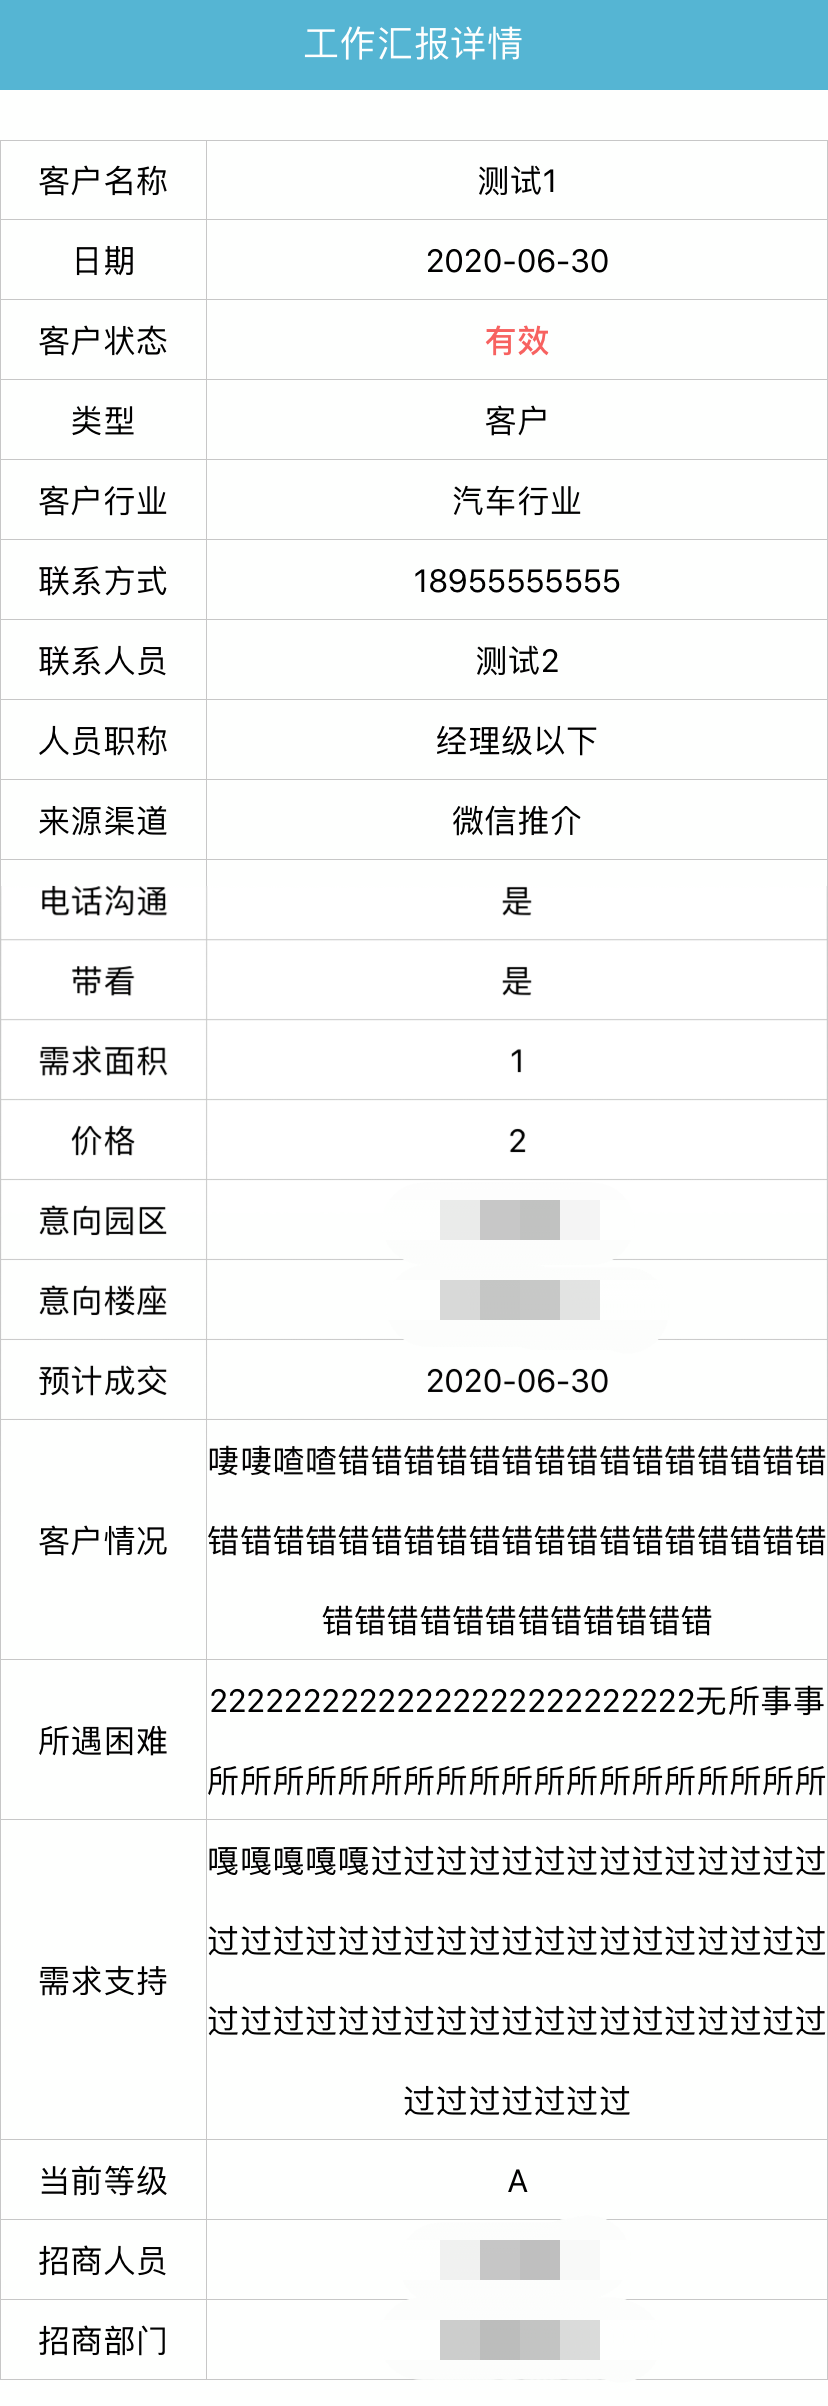 工作汇报详情
客户名称 测试1
日期 2020-06-30
客户状态 有效
类型 客户
客户行业 汽车行业
联系方式 18955555555
联系人员 测试2
人员职称 经理级以下
来源渠道 微信推介
电话沟通 是
带看 是
需求面积 1
价格 2
意向园区
意向楼座
预计成交 2020-06-30
啛啛喳喳错错错错错错错错错错错错错错错
客户情况 错错错错错错错错错错错错错错错错错错错
错错错错错错错错错错错错
所遇困难 22222222222222222222222222无所事事
所所所所所所所所所所所所所所所所所所所
嘎嘎嘎嘎嘎过过过过过过过过过过过过过过
需求支持 过过过过过过过过过过过过过过过过过过过
过过过过过过过过过过过过过过过过过过过
过过过过过过过
当前等级 A
招商人员
招商部门